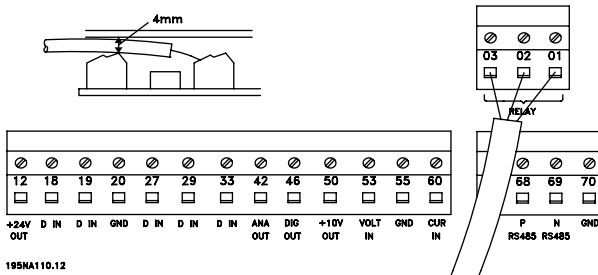 4mm
03 02 01
RELAY
12 18 19 20 27 29 33 42 46 50 53 55 60
68 69 70
+24V OUT D IN D IN GND D IN D IN D IN ANA OUT DIG OUT +10V OUT VOLT IN GND CUR IN
P RS485 N RS485 GND
195NA110.12